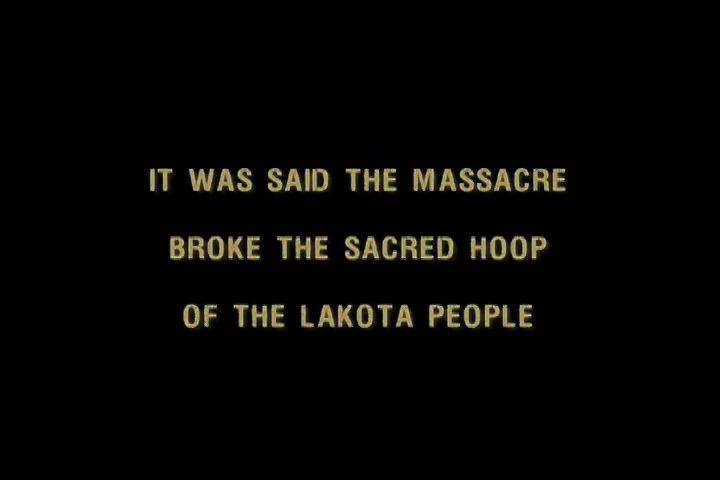 IT WAS SAID THE MASSACRE
BROKE THE SACRED HOOP
OF THE LAKOTA PEOPLE